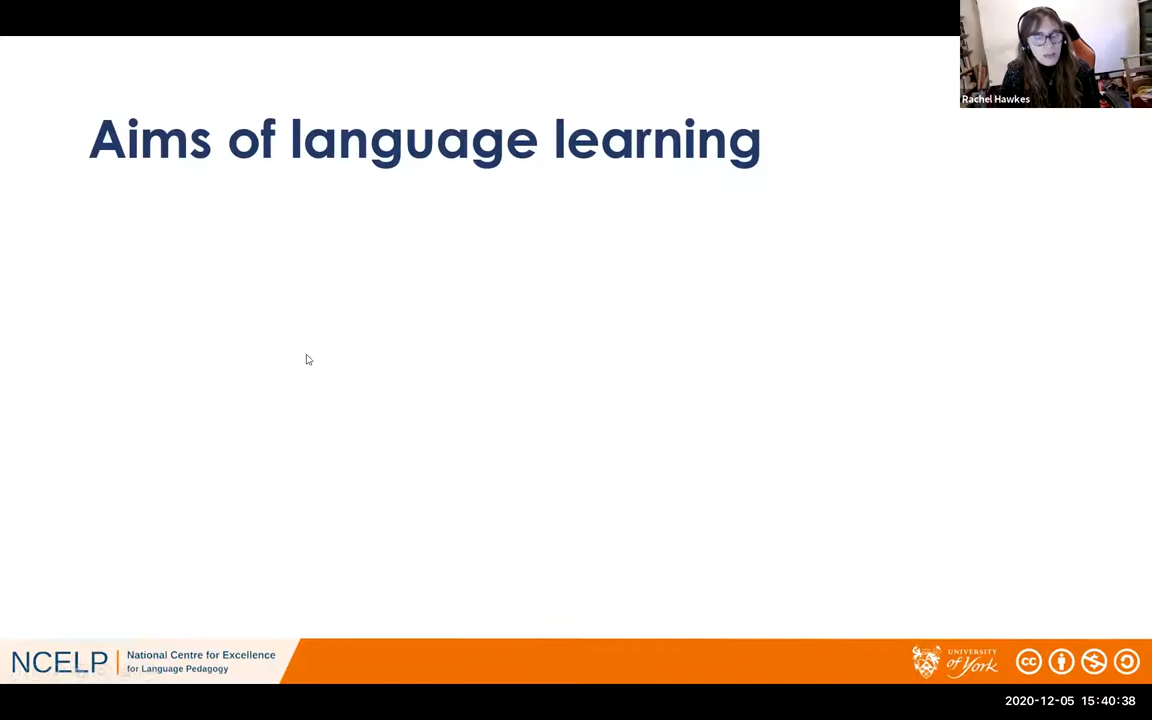 Rachel Hawkes
Aims of language learning
NCELP
National Centre for Excellence
for Language Pedagogy
UNIVERSITY
of York
cc
2020-12-05 15:40:38